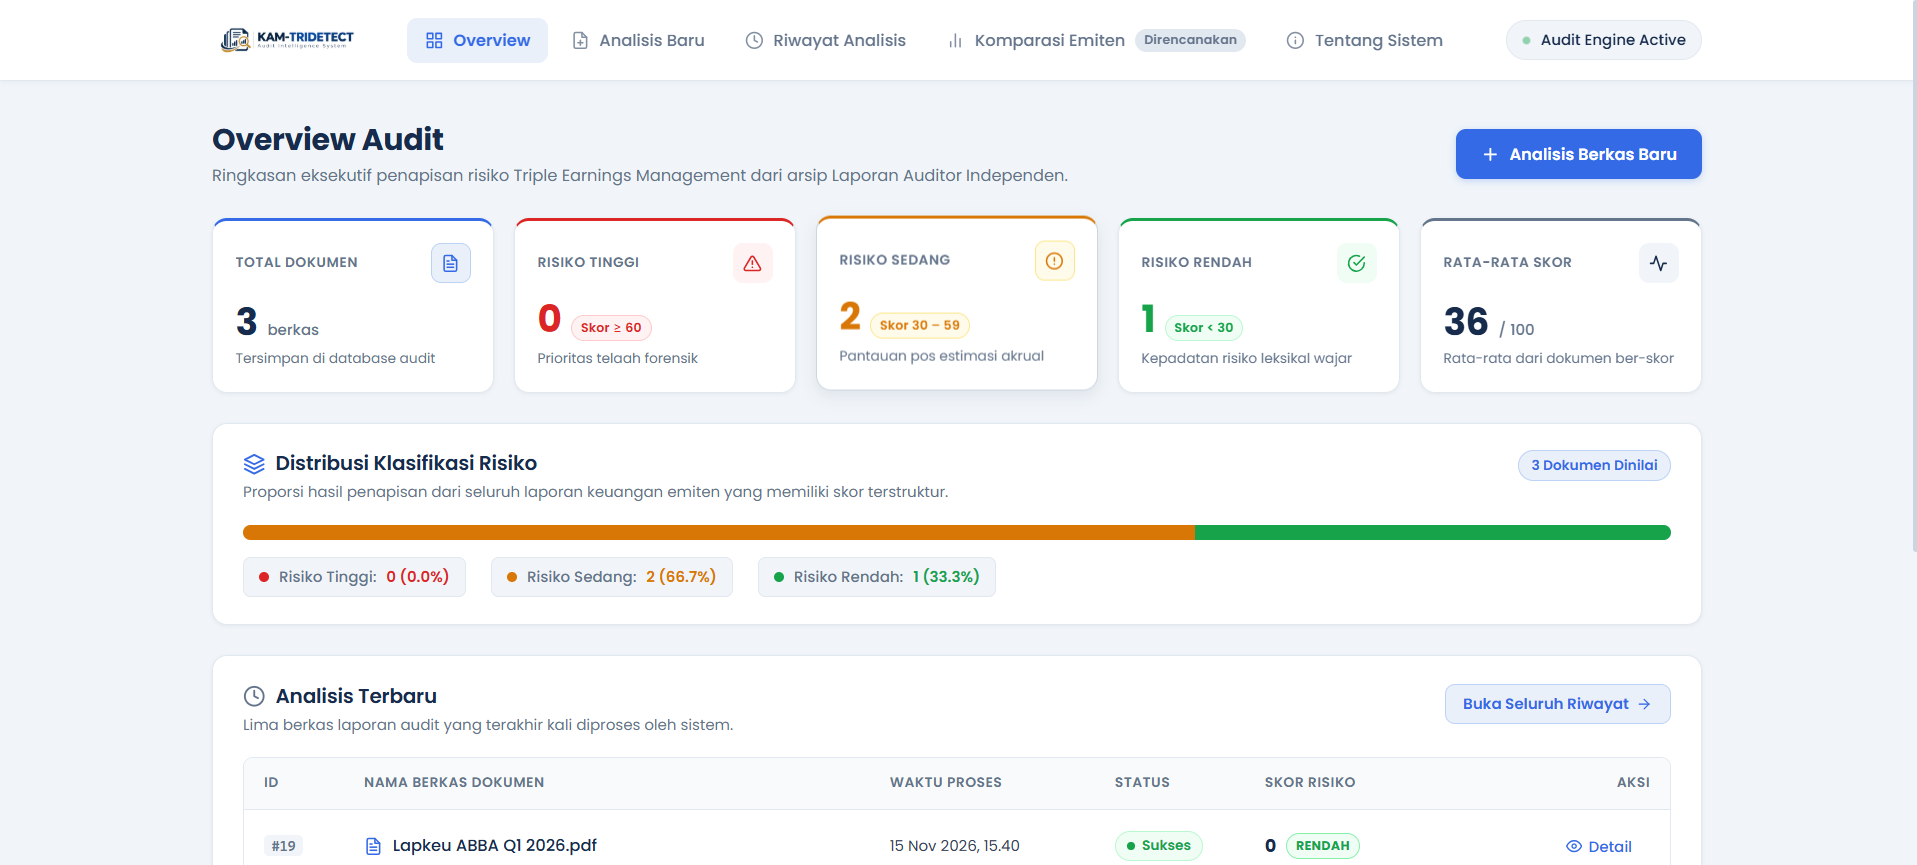 KAM-TRIDETECT
Audit Intelligence System
Overview
Analisis Baru
Riwayat Analisis
Komparasi Emiten
Direncanakan
Tentang Sistem
Audit Engine Active
Overview Audit
Ringkasan eksekutif penapisan risiko Triple Earnings Management dari arsip Laporan Auditor Independen.
+ Analisis Berkas Baru
TOTAL DOKUMEN
3 berkas
Tersimpan di database audit
RISIKO TINGGI
0 Skor ≥ 60
Prioritas telaah forensik
RISIKO SEDANG
2 Skor 30 – 59
Pantauan pos estimasi akrual
RISIKO RENDAH
1 Skor < 30
Kepadatan risiko leksikal wajar
RATA-RATA SKOR
36 / 100
Rata-rata dari dokumen ber-skor
Distribusi Klasifikasi Risiko
Proporsi hasil penapisan dari seluruh laporan keuangan emiten yang memiliki skor terstruktur.
3 Dokumen Dinilai
Risiko Tinggi: 0 (0.0%)
Risiko Sedang: 2 (66.7%)
Risiko Rendah: 1 (33.3%)
Analisis Terbaru
Lima berkas laporan audit yang terakhir kali diproses oleh sistem.
Buka Seluruh Riwayat →
ID NAMA BERKAS DOKUMEN WAKTU PROSES STATUS SKOR RISIKO AKSI
#19 Lapkeu ABBA Q1 2026.pdf 15 Nov 2026, 15.40 Sukses 0 RENDAH Detail